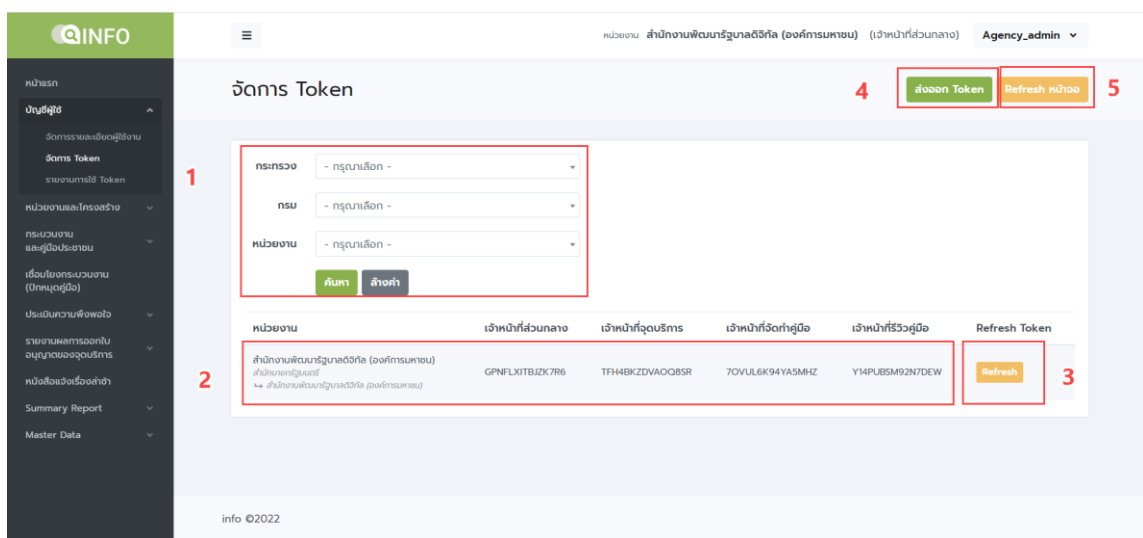 INFO
หน่วยงาน สำนักงานพัฒนารัฐบาลดิจิทัล (องค์การมหาชน) (เจ้าหน้าที่ส่วนกลาง) Agency_admin
หน้าแรก
บัญชีผู้ใช้
จัดการรายละเอียดผู้ใช้งาน
จัดการ Token
รายงานการใช้ Token
หน่วยงานและโครงสร้าง
กระบวนงาน
และคู่มือประชาชน
เชื่อมโยงกระบวนงาน
(ปักหมุดคู่มือ)
ประเมินความพึงพอใจ
รายงานผลการออกใบ
อนุญาตของจุดบริการ
หนังสือแจ้งเรื่องล่าช้า
Summary Report
Master Data
จัดการ Token
4
ส่งออก Token
Refresh หน้าจอ
5
1
กระทรวง - กรุณาเลือก -
กรม - กรุณาเลือก -
หน่วยงาน - กรุณาเลือก -
ค้นหา ล้างค่า
หน่วยงาน เจ้าหน้าที่ส่วนกลาง เจ้าหน้าที่จุดบริการ เจ้าหน้าที่จัดทำคู่มือ เจ้าหน้าที่รีวิวคู่มือ Refresh Token
2
สำนักงานพัฒนารัฐบาลดิจิทัล (องค์การมหาชน)
สำนักนายกรัฐมนตรี
↳ สำนักงานพัฒนารัฐบาลดิจิทัล (องค์การมหาชน)
GPNFLXITBJZK7R6 TFH4BKZDVAOQ8SR 7OVUL6K94YA5MHZ Y14PUBSM92N7DEW Refresh
3
info ©2022